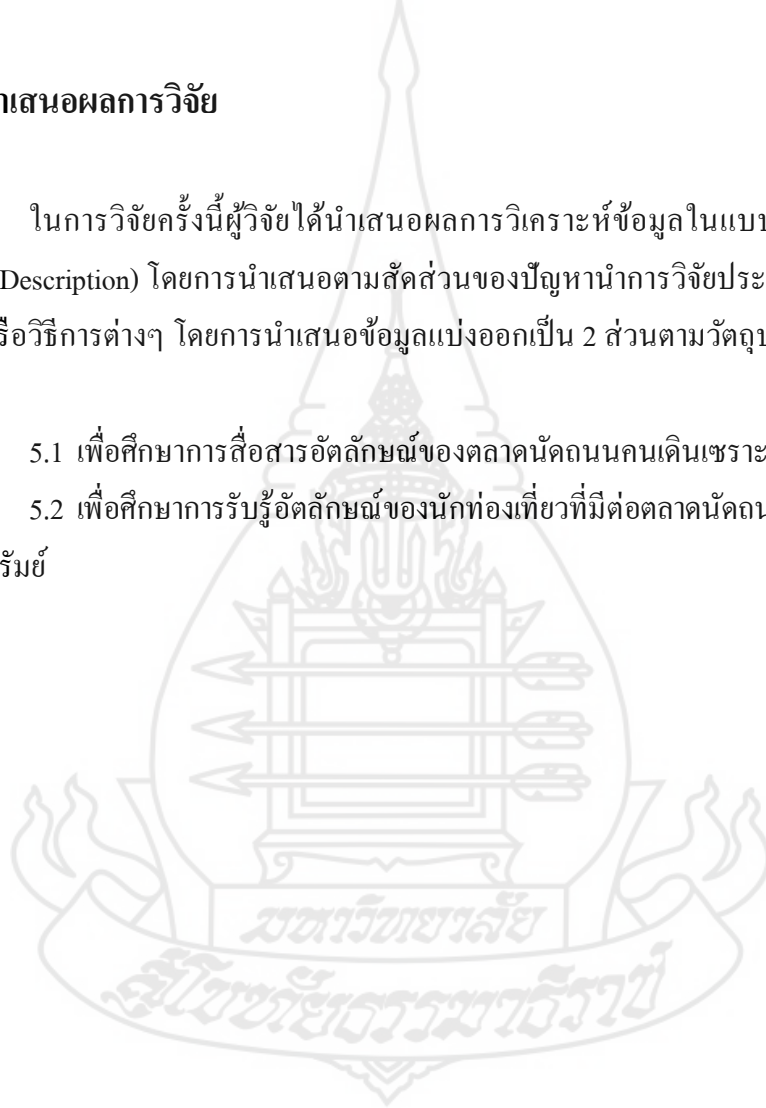 าเสนอผลการวิจัย
ในการวิจัยครั้งนี้ผู้วิจัยได้นำเสนอผลการวิเคราะห์ข้อมูลในแบบ
Description) โดยการนำเสนอตามสัดส่วนของปัญหานำการวิจัยประ
รือวิธีการต่างๆ โดยการนำเสนอข้อมูลแบ่งออกเป็น 2 ส่วนตามวัตถุป
5.1 เพื่อศึกษาการสื่อสารอัตลักษณ์ของตลาดนัดถนนคนเดินเซราะ
5.2 เพื่อศึกษาการรับรู้อัตลักษณ์ของนักท่องเที่ยวที่มีต่อตลาดนัดถน
รัมย์
มหาวิทยาลัย
สุโขทัยธรรมาธิราช